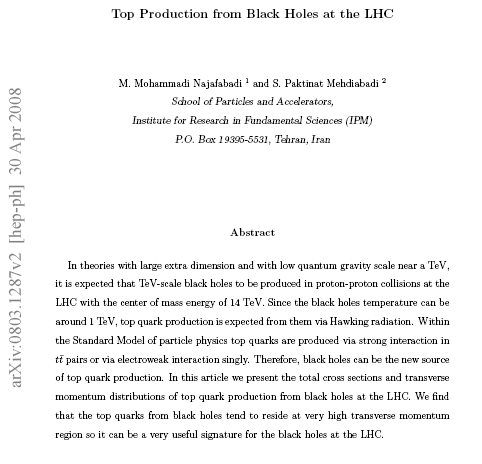 Top Production from Black Holes at the LHC
M. Mohammadi Najafabadi 1 and S. Paktinat Mehdiabadi 2
School of Particles and Accelerators,
Institute for Research in Fundamental Sciences (IPM)
P.O. Box 19395-5531, Tehran, Iran
arXiv:0803.1287v2 [hep-ph] 30 Apr 2008
Abstract
In theories with large extra dimension and with low quantum gravity scale near a TeV,
it is expected that TeV-scale black holes to be produced in proton-proton collisions at the
LHC with the center of mass energy of 14 TeV. Since the black holes temperature can be
around 1 TeV, top quark production is expected from them via Hawking radiation. Within
the Standard Model of particle physics top quarks are produced via strong interaction in
tt̄ pairs or via electroweak interaction singly. Therefore, black holes can be the new source
of top quark production. In this article we present the total cross sections and transverse
momentum distributions of top quark production from black holes at the LHC. We find
that the top quarks from black holes tend to reside at very high transverse momentum
region so it can be a very useful signature for the black holes at the LHC.